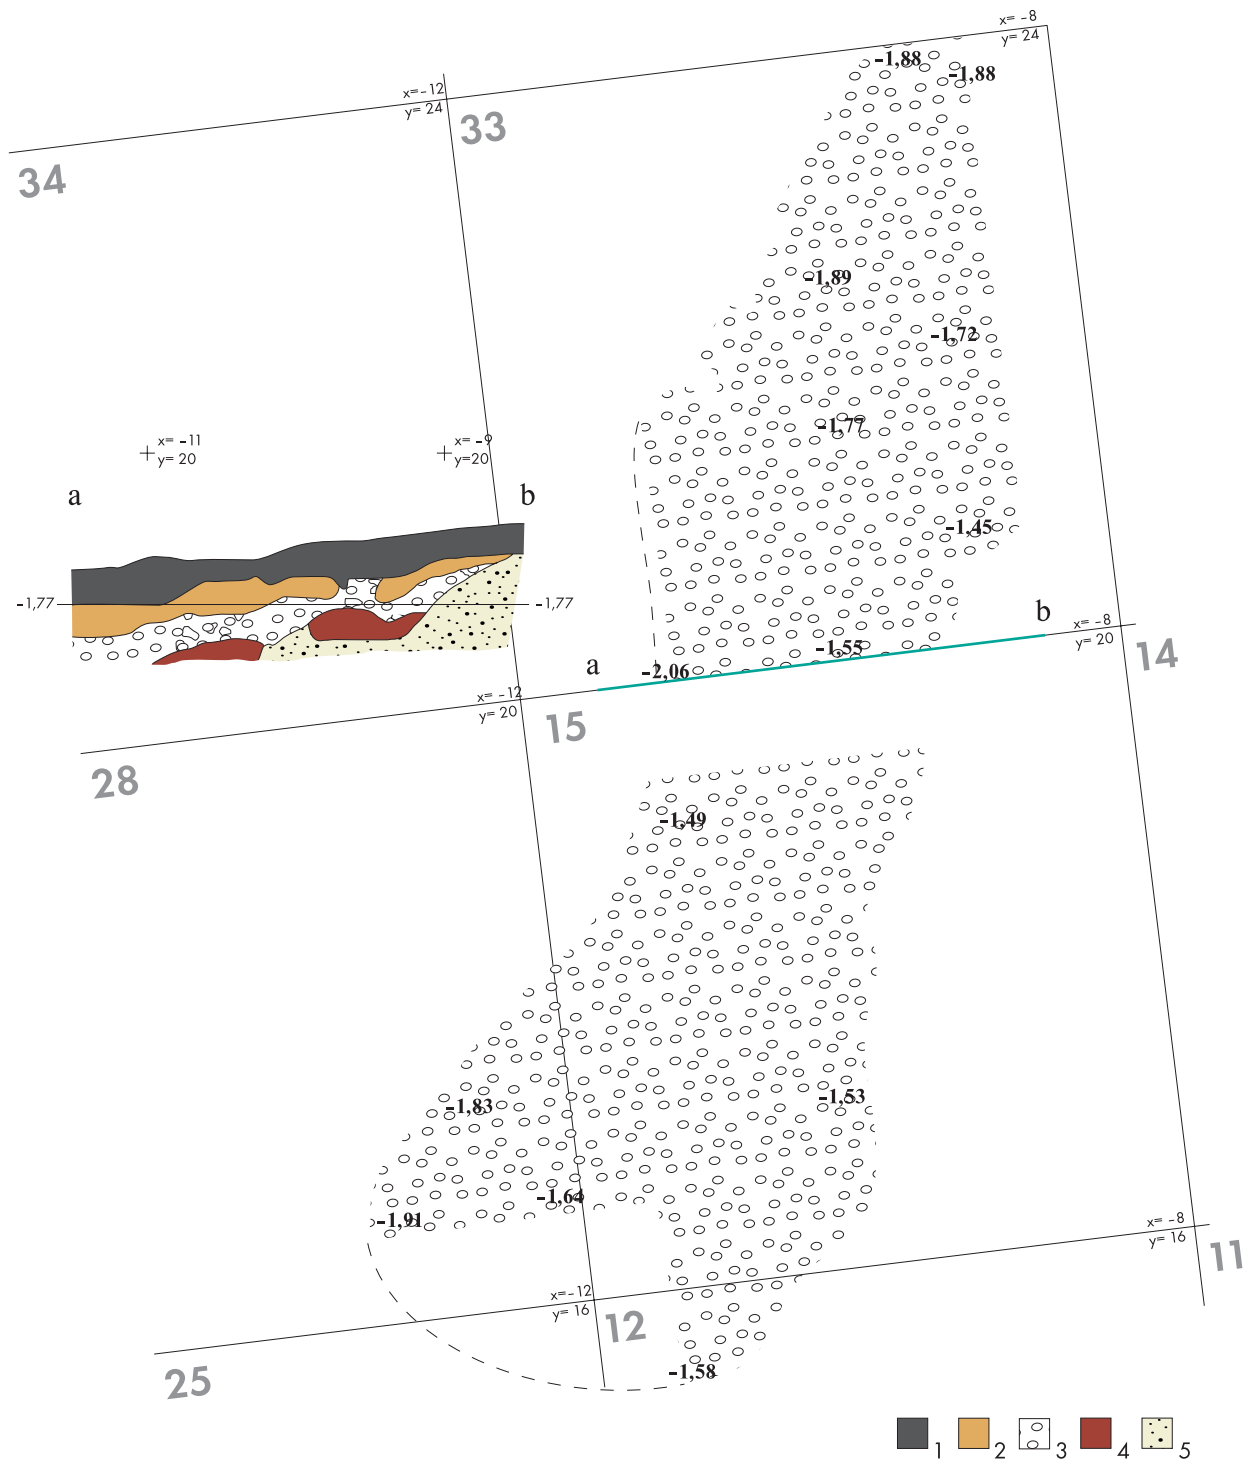 x= -8
y= 24
-1,88
-1,88
x=-12
y= 24
33
34
-1,89
-1,72
-1,77
x= -11
y= 20
x= -9
y=20
a
b
-1,45
-1,77
-1,77
b
x= -8
y= 20
-1,55
14
a
-2,06
x= -12
y= 20
15
28
-1,49
-1,83
-1,53
-1,64
-1,91
x= -8
y= 16
11
x=-12
y= 16
12
25
-1,58
1
2
3
4
5